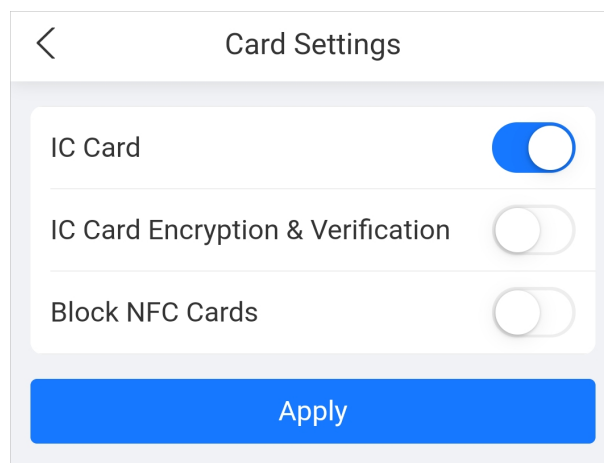 Card Settings
IC Card
IC Card Encryption & Verification
Block NFC Cards
Apply